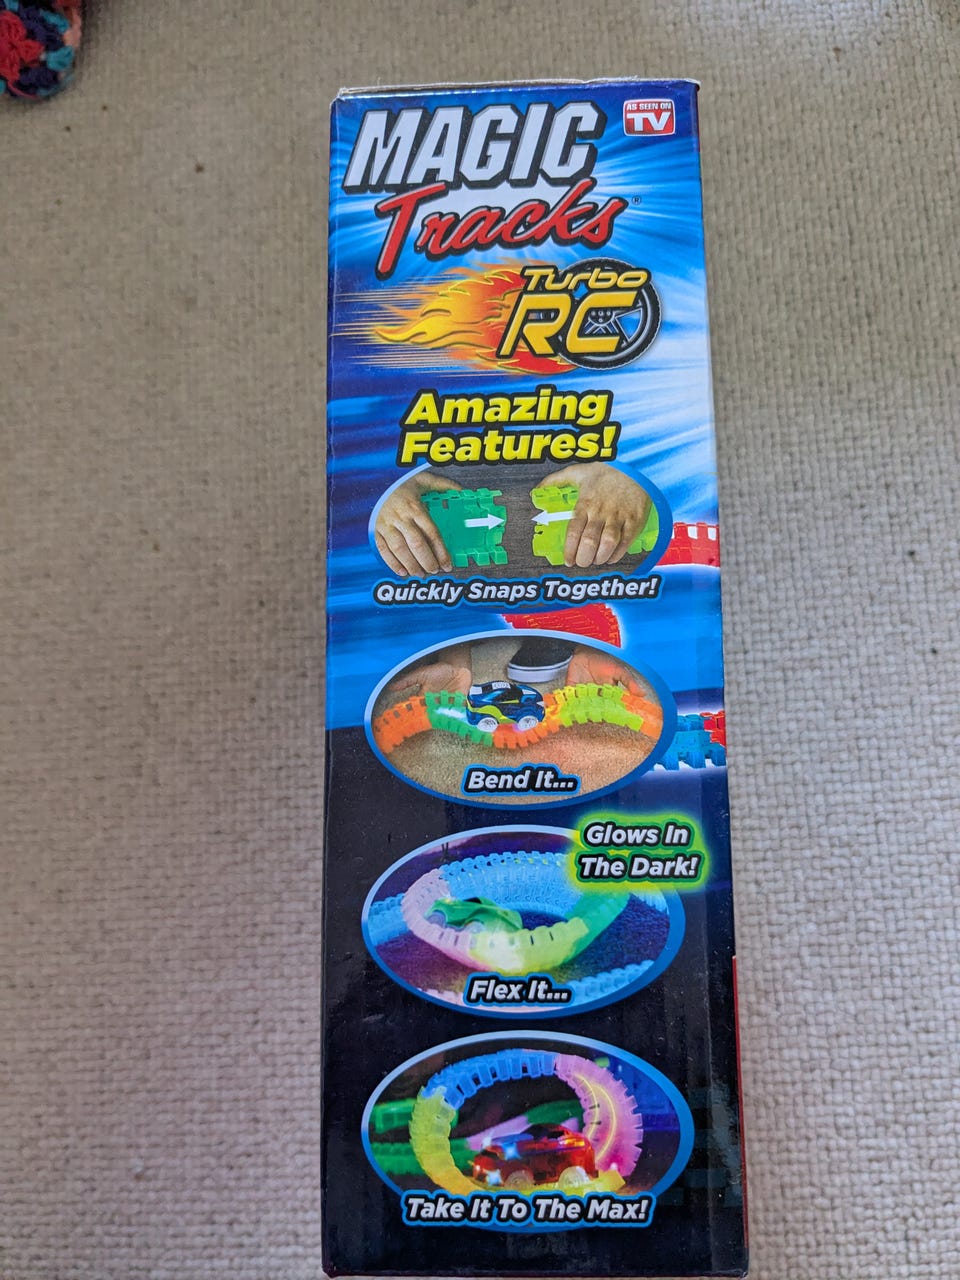 MAGIC
AS SEEN ON
TV
Tracks®
Turbo
RC
Amazing
Features!
Quickly Snaps Together!
Bend It...
Glows In
The Dark!
Flex It...
Take It To The Max!